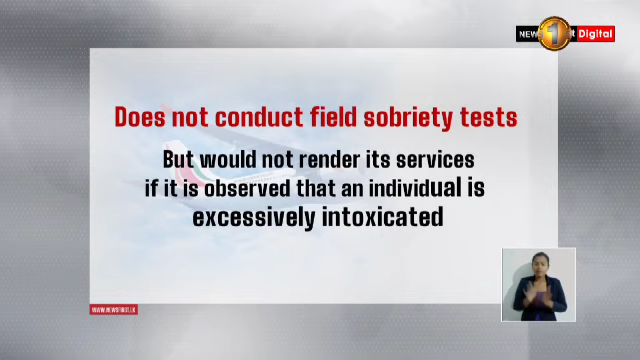 NEWS 1st Digital
Does not conduct field sobriety tests
But would not render its services
if it is observed that an individual is
excessively intoxicated
WWW.NEWSFIRST.LK